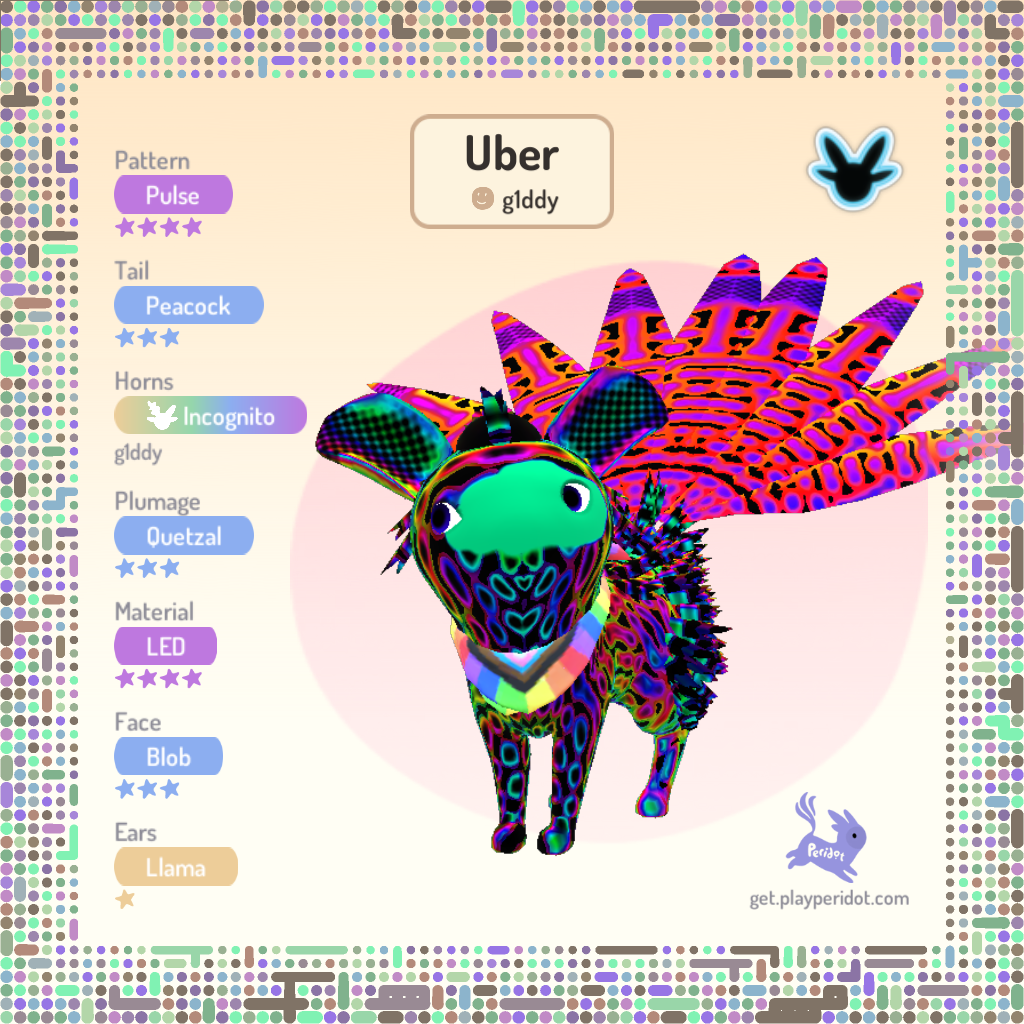 Uber
g1ddy
Pattern
Pulse
Tail
Peacock
Horns
Incognito
g1ddy
Plumage
Quetzal
Material
LED
Face
Blob
Ears
Llama
Peridot
get.playperidot.com